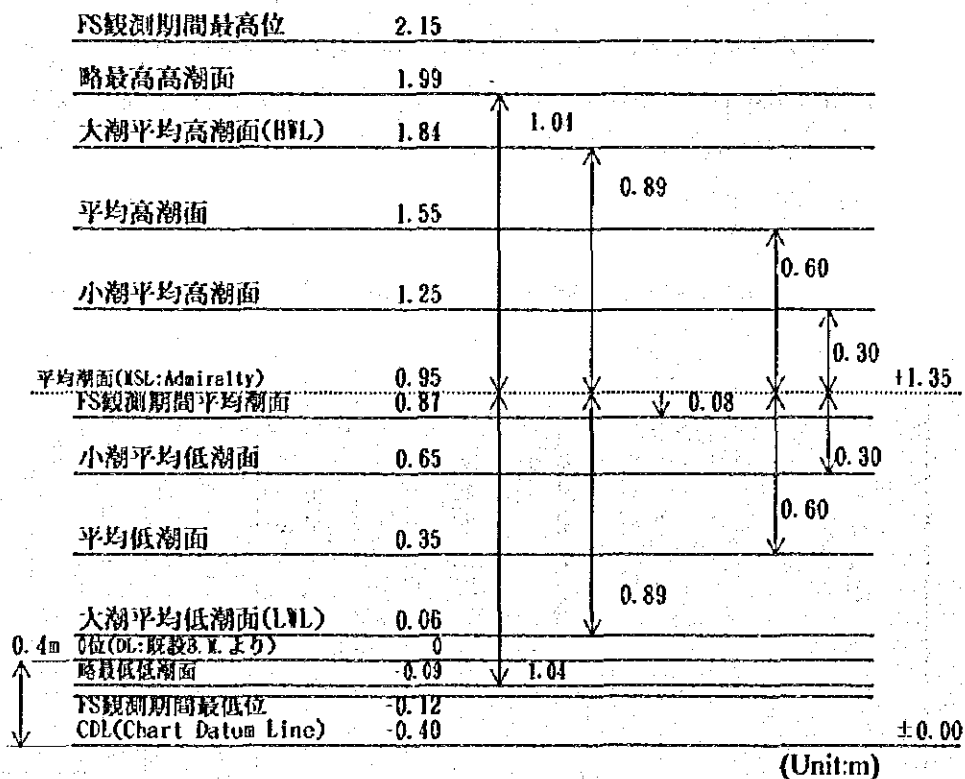 FS観測期間最高位 2.15
略最高高潮面 1.99
1.04
大潮平均高潮面(HWL) 1.84
0.89
平均高潮面 1.55
0.60
小潮平均高潮面 1.25
0.30
平均潮面(MSL:Admiralty) 0.95 +1.35
FS観測期間平均潮面 0.87 0.08
小潮平均低潮面 0.65 0.30
0.60
平均低潮面 0.35
0.89
大潮平均低潮面(LWL) 0.06
0.4m 0位(DL:既設B.M.より) 0
略最低低潮面 -0.09 1.04
FS観測期間最低位 -0.12
CDL(Chart Datum Line) -0.40 ±0.00
(Unit:m)